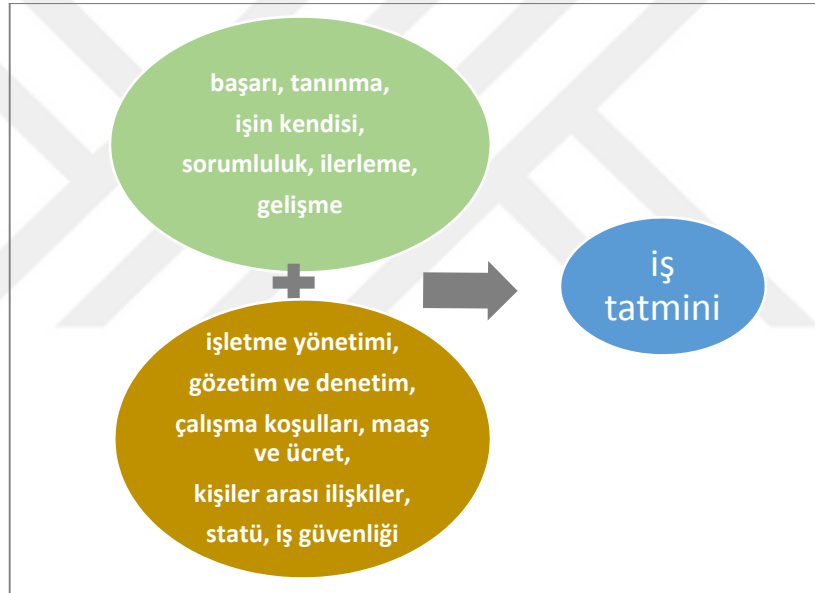 başarı, tanınma,
işin kendisi,
sorumluluk, ilerleme,
gelişme
işletme yönetimi,
gözetim ve denetim,
çalışma koşulları, maaş
ve ücret,
kişiler arası ilişkiler,
statü, iş güvenliği
iş
tatmini